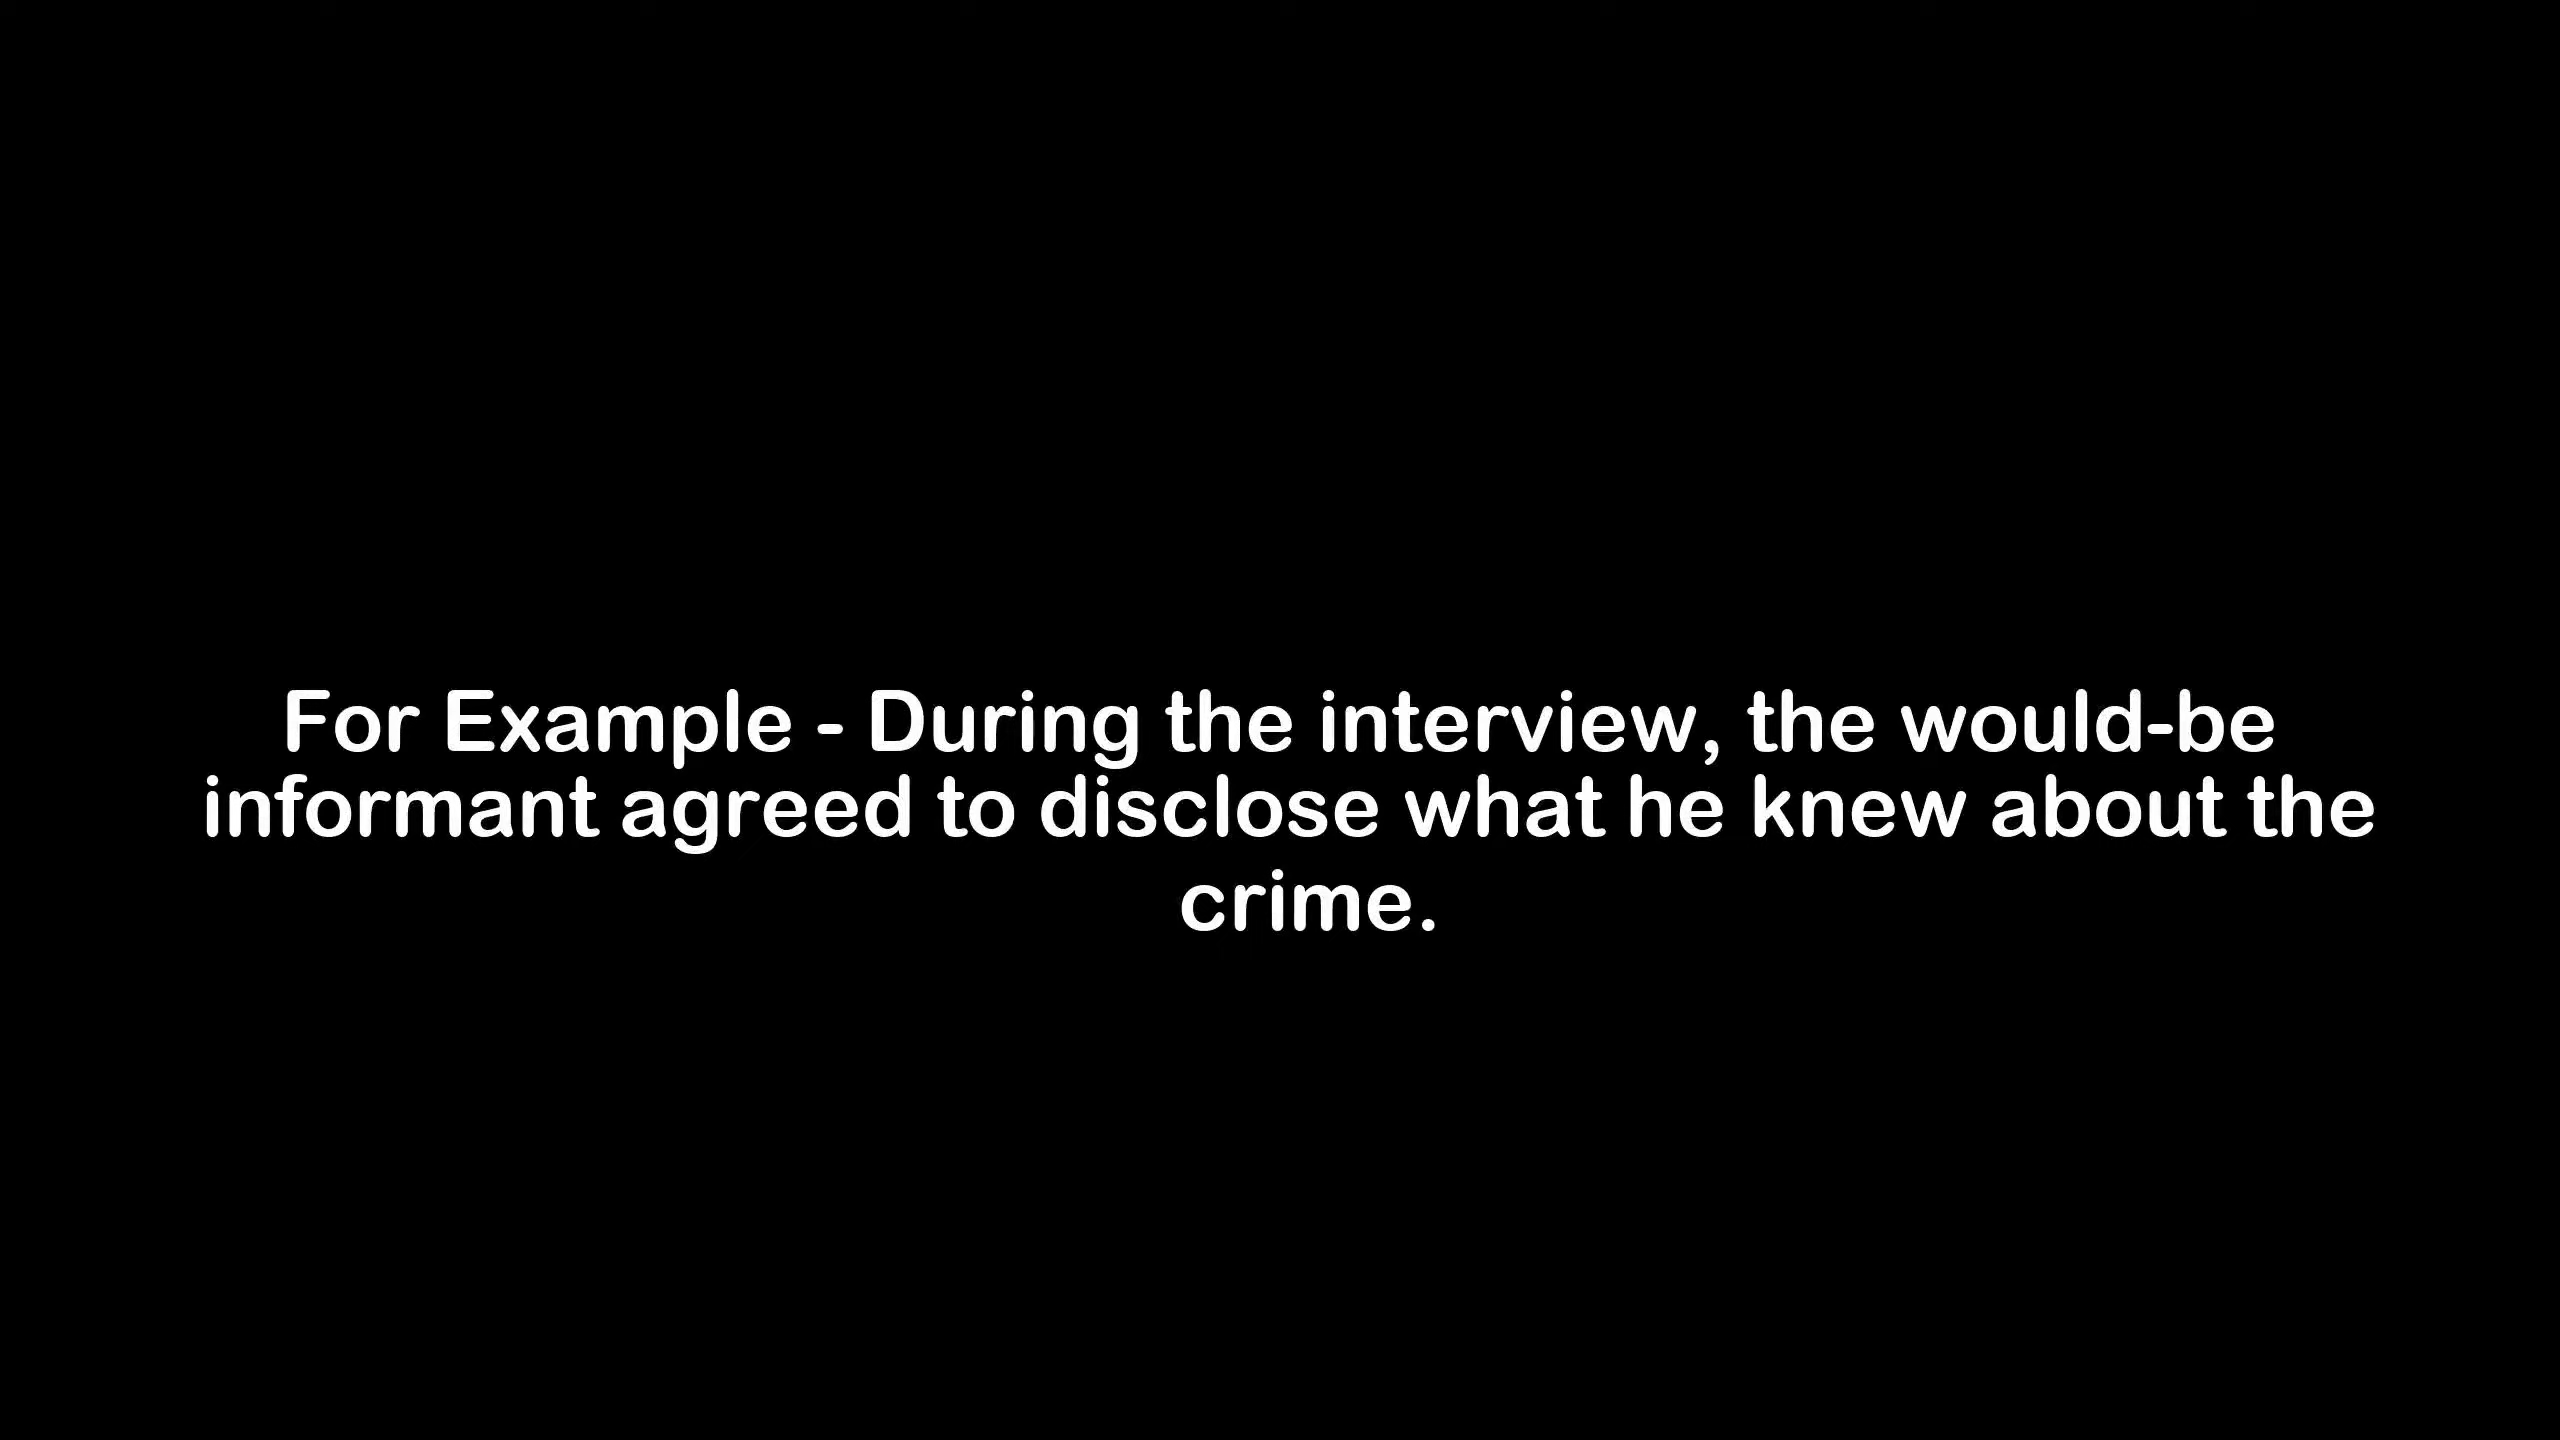 For Example - During the interview, the would-be
informant agreed to disclose what he knew about the
crime.